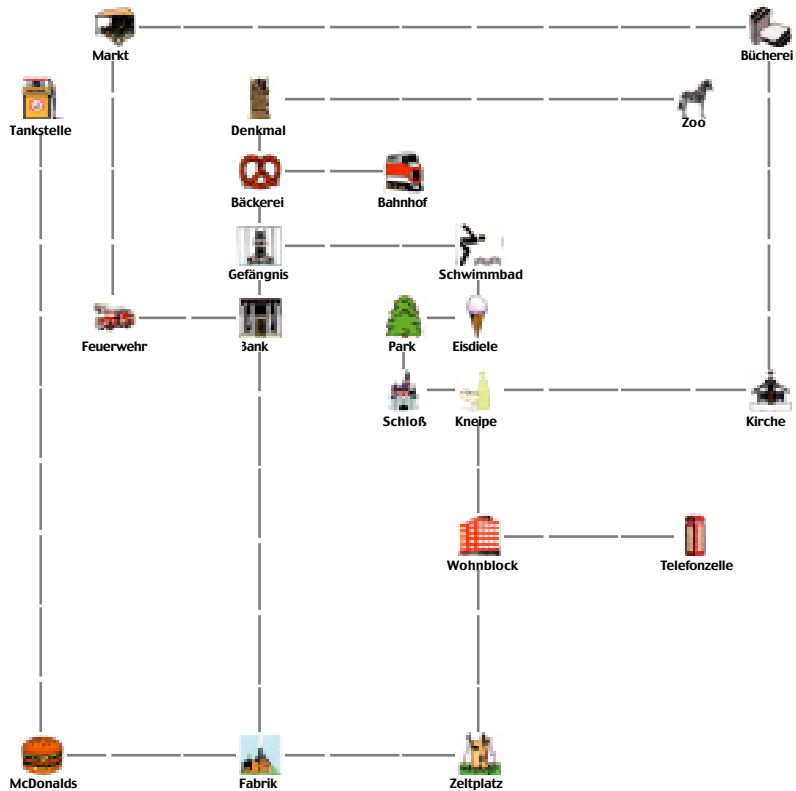 Markt
Bücherei
Tankstelle
Denkmal
Zoo
Bäckerei
Bahnhof
Gefängnis
Schwimmbad
Feuerwehr
Bank
Park
Eisdiele
Schloß
Kneipe
Kirche
Wohnblock
Telefonzelle
McDonalds
Fabrik
Zeltplatz